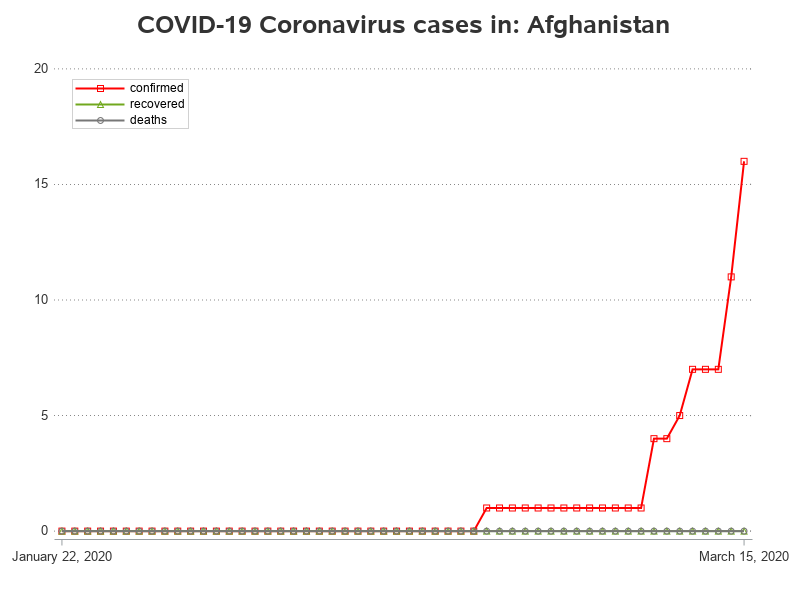 COVID-19 Coronavirus cases in: Afghanistan
20
confirmed
recovered
deaths
15
10
5
0
January 22, 2020
March 15, 2020